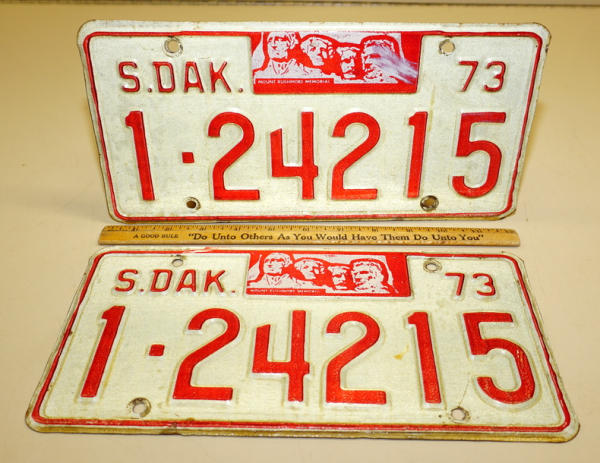 S.DAK.
MOUNT RUSHMORE MEMORIAL
73
1·24215
A GOOD RULE "Do Unto Others As You Would Have Them Do Unto You"
S.DAK.
MOUNT RUSHMORE MEMORIAL
73
1·24215